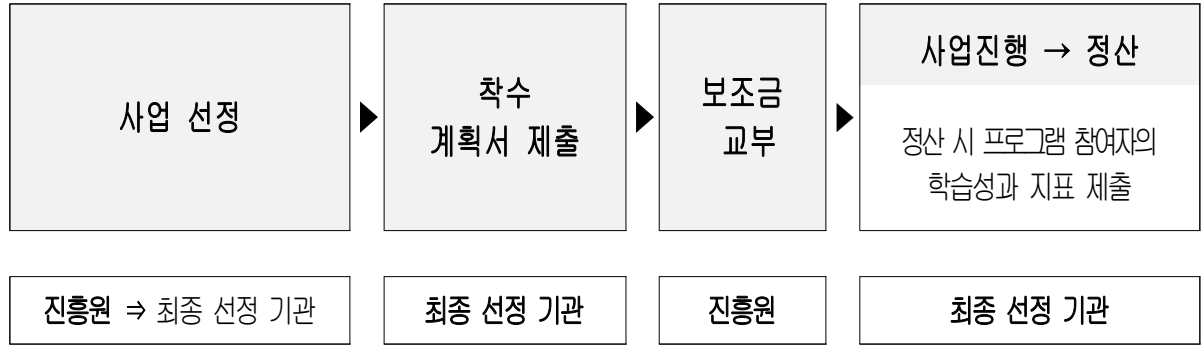 사업 선정
▶
착수
계획서 제출
▶
보조금
교부
▶
사업진행 → 정산
정산 시 프로그램 참여자의
학습성과 지표 제출
진흥원 ⇒ 최종 선정 기관
최종 선정 기관
진흥원
최종 선정 기관